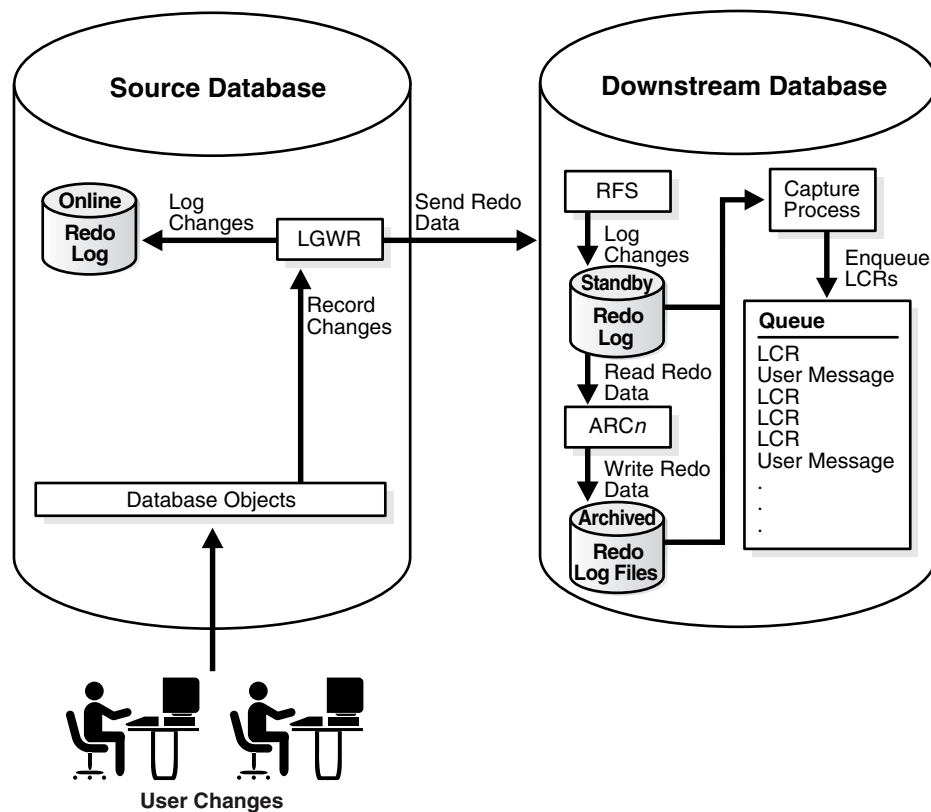 Source Database
Online
Redo
Log
Log
Changes
LGWR
Send Redo
Data
Record
Changes
Database Objects
User Changes
Downstream Database
RFS
Log
Changes
Standby
Redo
Log
Read Redo
Data
ARCn
Write Redo
Data
Archived
Redo
Log Files
Capture
Process
Enqueue
LCRs
Queue
LCR
User Message
LCR
LCR
LCR
User Message
.
.
.